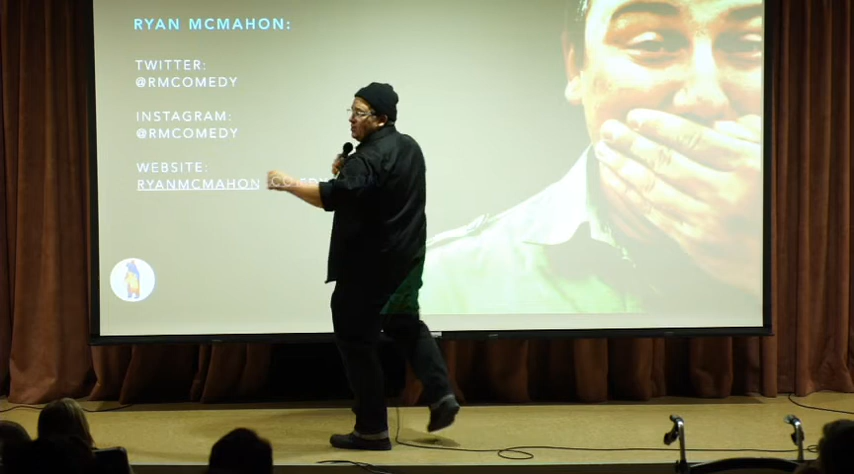 RYAN MCMAHON:
TWITTER:
@RMCOMEDY
INSTAGRAM:
@RMCOMEDY
WEBSITE:
RYANMCMAHON